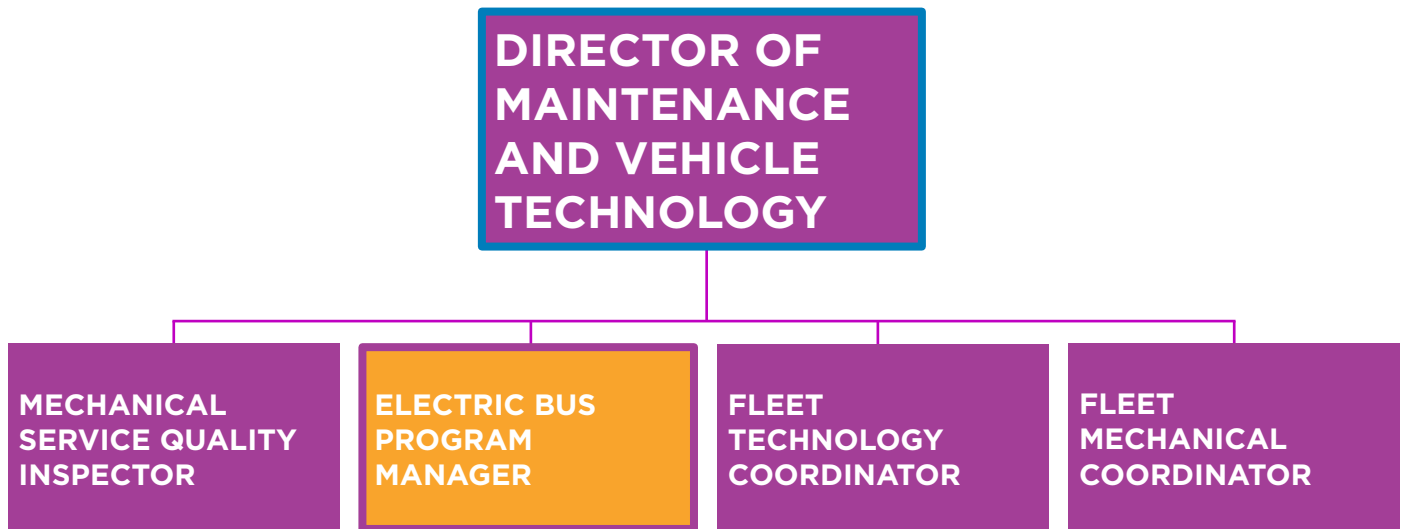 DIRECTOR OF
MAINTENANCE
AND VEHICLE
TECHNOLOGY
MECHANICAL
SERVICE QUALITY
INSPECTOR
ELECTRIC BUS
PROGRAM
MANAGER
FLEET
TECHNOLOGY
COORDINATOR
FLEET
MECHANICAL
COORDINATOR